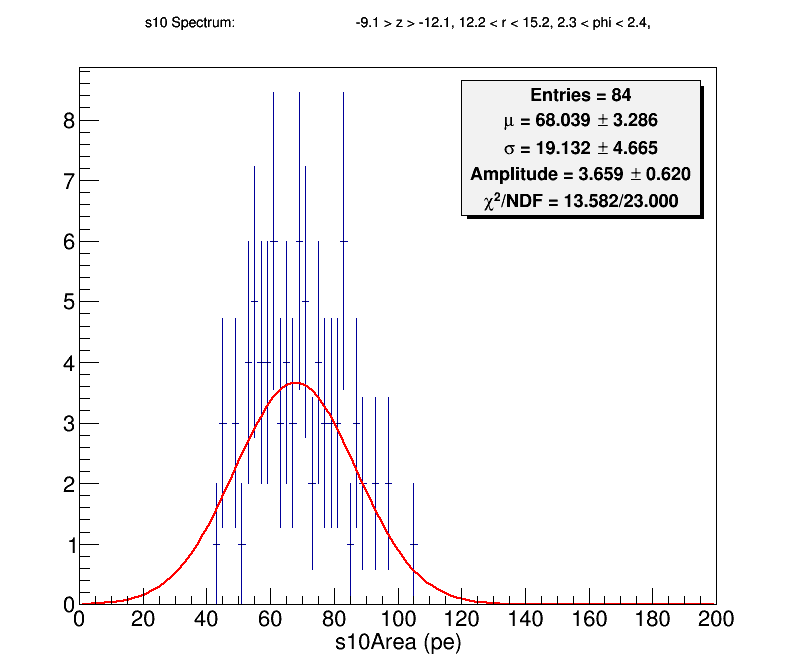 s10 Spectrum: -9.1 > z > -12.1, 12.2 < r < 15.2, 2.3 < phi < 2.4,
Entries = 84
μ = 68.039 ± 3.286
σ = 19.132 ± 4.665
Amplitude = 3.659 ± 0.620
χ²/NDF = 13.582/23.000
8
7
6
5
4
3
2
1
0
0 20 40 60 80 100 120 140 160 180 200
s10Area (pe)